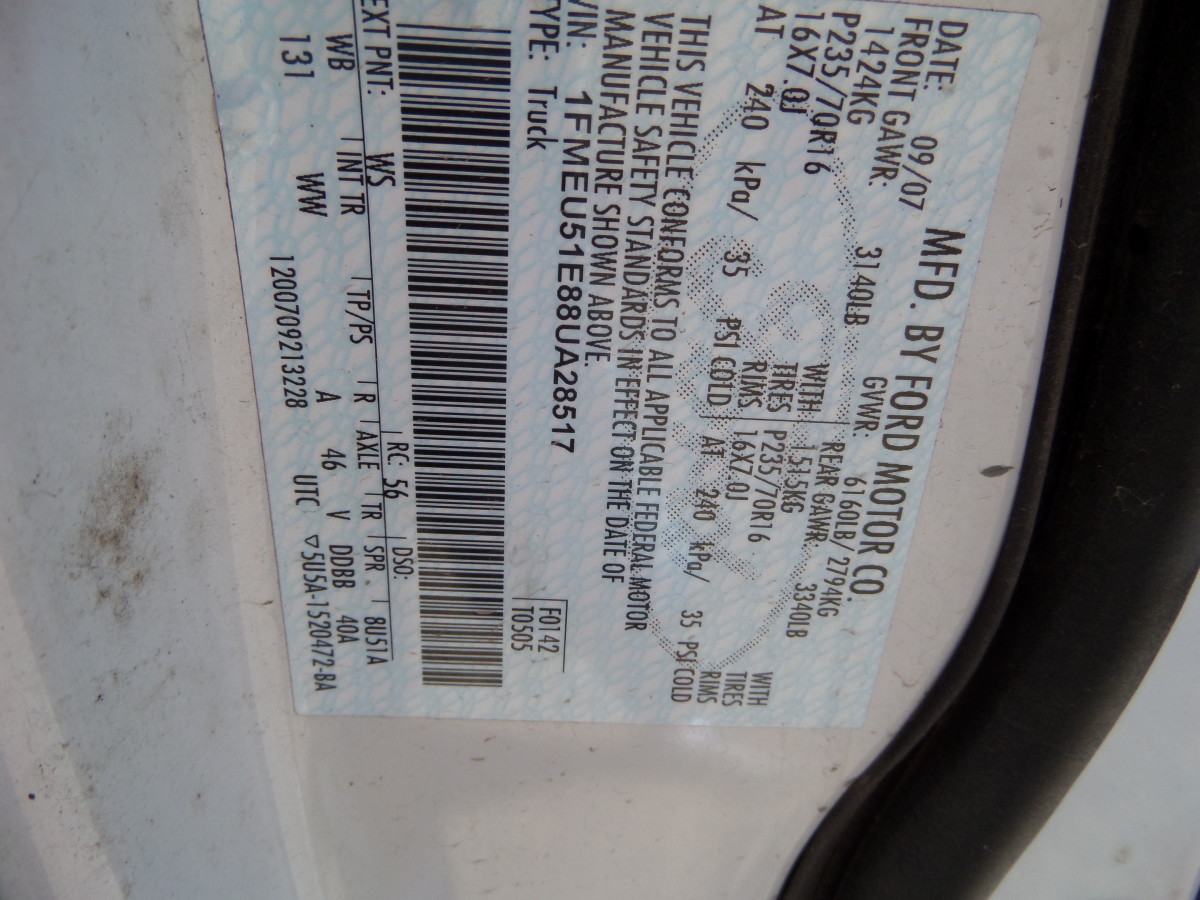 MFD. BY FORD MOTOR CO.
DATE: 09/07 GVWR: 6160LB/2794KG
FRONT GAWR: 3140LB REAR GAWR: 3340LB
1424KG WITH 1515KG WITH
P235/70R16 TIRES P235/70R16 TIRES
16X7.0J RIMS 16X7.0J RIMS
AT 240 kPa/ 35 PSI COLD AT 240 kPa/ 35 PSI COLD
THIS VEHICLE CONFORMS TO ALL APPLICABLE FEDERAL MOTOR
VEHICLE SAFETY STANDARDS IN EFFECT ON THE DATE OF
MANUFACTURE SHOWN ABOVE.
VIN: 1FMEU51E88UA28517 F0142
TYPE: Truck T0505
EXT PNT: WS RC: 56 DSO:
WB INT TR TP/PS R AXLE TR SPR 8U51A
131 WW A 46 V DDBB 40A
12007092132​28 UTC ▽5U5A-1520472-BA